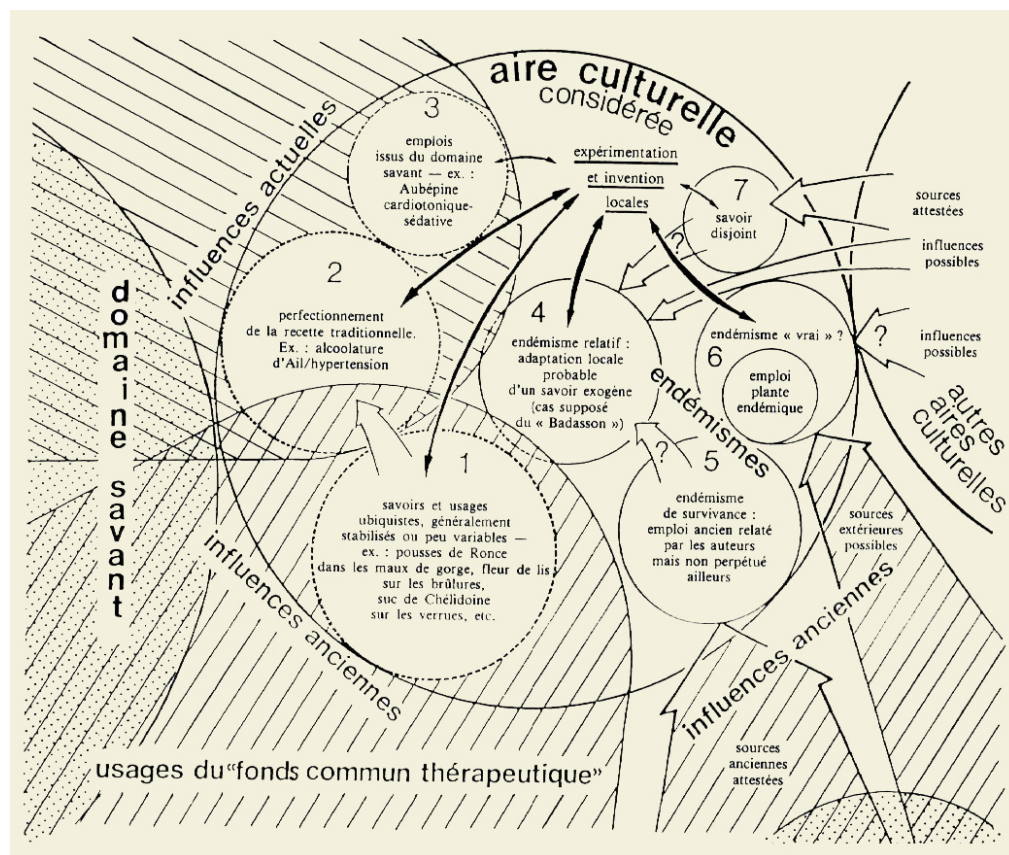 aire culturelle
considérée
influences actuelles
3
emplois
issus du domaine
savant — ex. :
Aubépine
cardiotonique-
sédative
expérimentation
et invention
locales
7
savoir
disjoint
?
sources
attestées
influences
possibles
2
perfectionnement
de la recette traditionnelle.
Ex. : alcoolature
d'Ail/hypertension
4
endémisme relatif :
adaptation locale
probable
d'un savoir exogène
(cas supposé
du « Badasson »)
endémisme « vrai » ?
6
emploi
plante
endémique
?
influences
possibles
endémismes
autres
aires
culturelles
domaine savant
1
savoirs et usages
ubiquistes, généralement
stabilisés ou peu variables —
ex. : pousses de Ronce
dans les maux de gorge, fleur de lis
sur les brûlures,
suc de Chélidoine
sur les verrues, etc.
?
5
endémisme
de survivance :
emploi ancien relaté
par les auteurs
mais non perpétué
ailleurs
sources
extérieures
possibles
influences anciennes
influences anciennes
sources
anciennes
attestées
usages du “fonds commun thérapeutique”